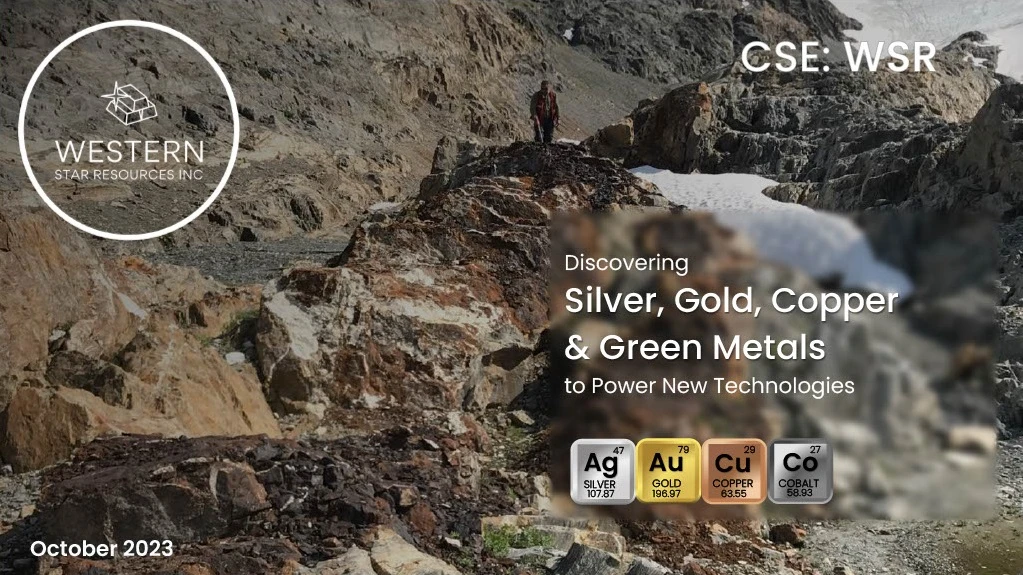 CSE: WSR
WESTERN
STAR RESOURCES INC
Discovering
Silver, Gold, Copper
& Green Metals
to Power New Technologies
47
Ag
SILVER
107.87
79
Au
GOLD
196.97
29
Cu
COPPER
63.55
27
Co
COBALT
58.93
October 2023